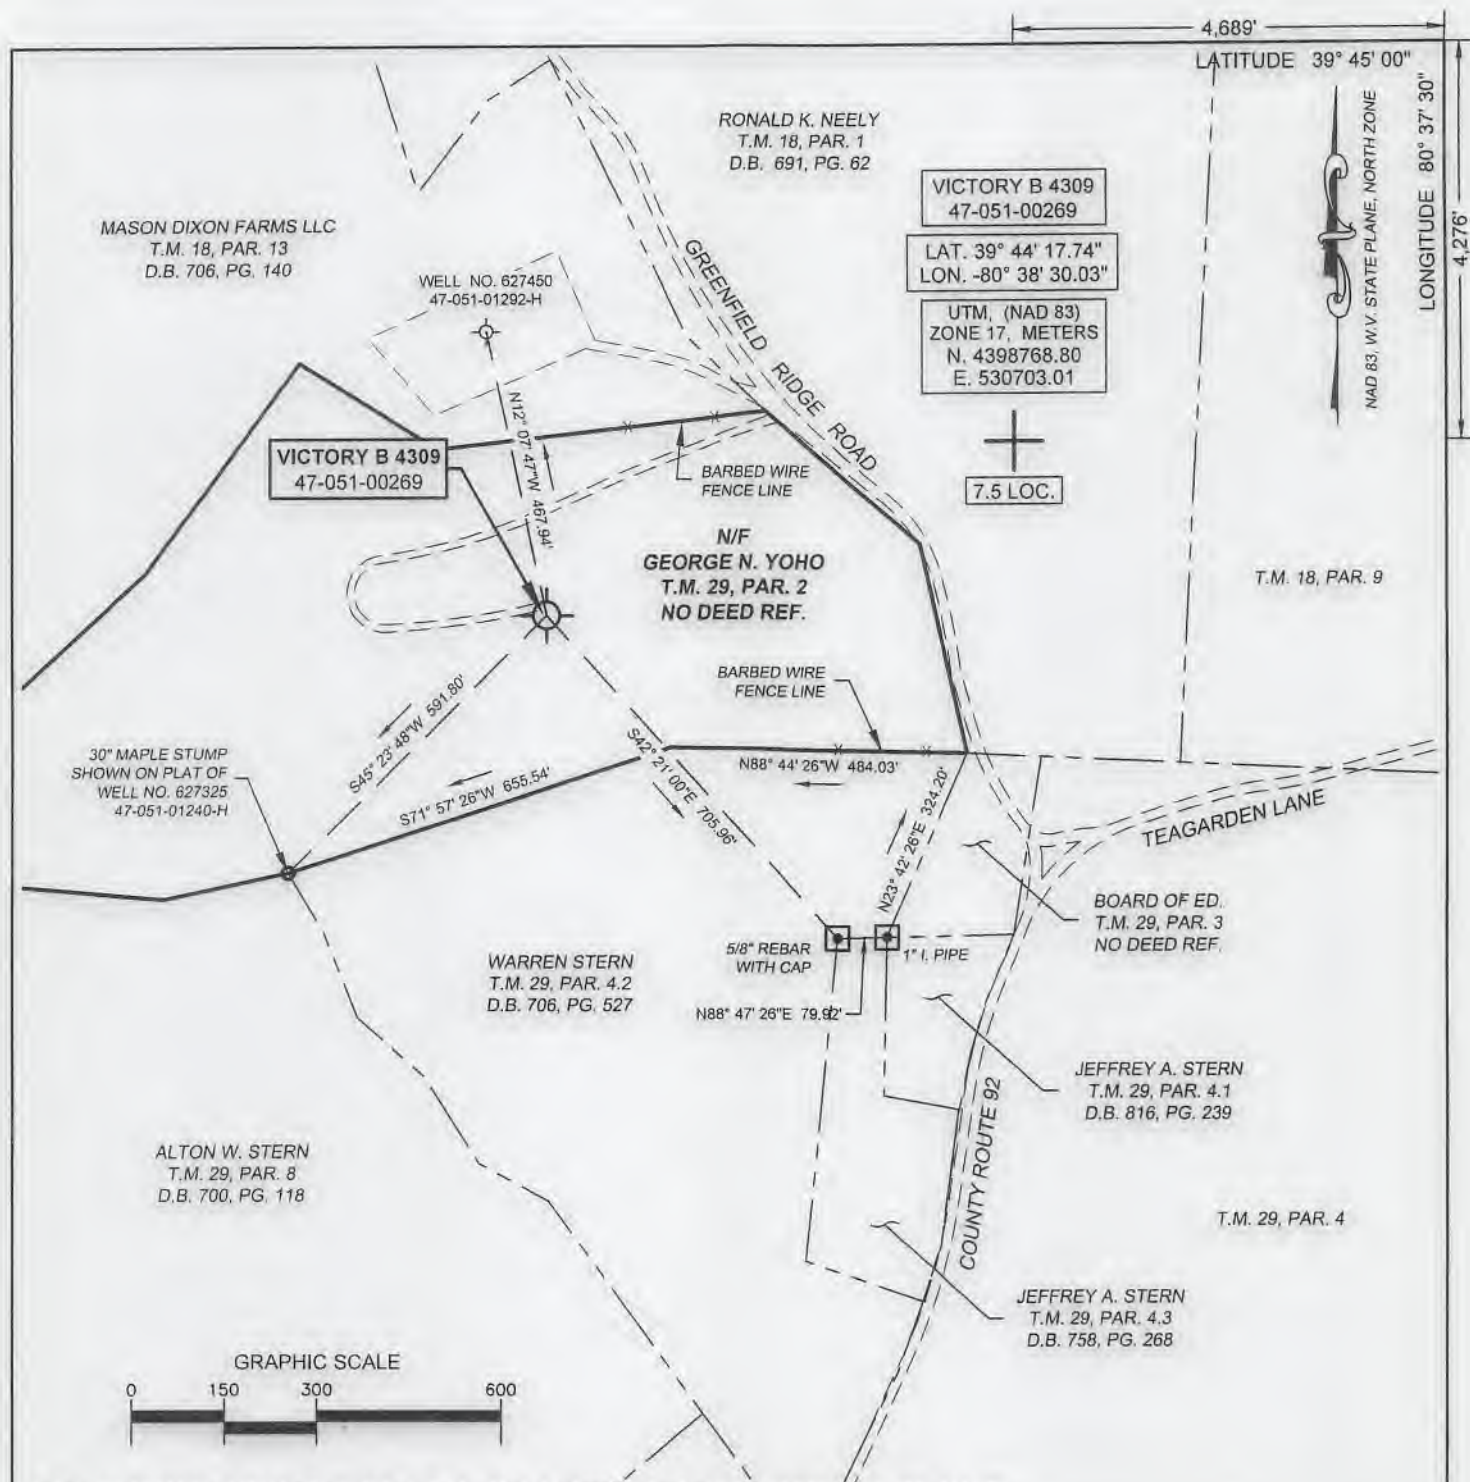 4,689'
LATITUDE 39° 45' 00"
LONGITUDE 80° 37' 30"
4,276'
NAD 83, W.V. STATE PLANE, NORTH ZONE
RONALD K. NEELY
T.M. 18, PAR. 1
D.B. 691, PG. 62
VICTORY B 4309
47-051-00269
LAT. 39° 44' 17.74"
LON. -80° 38' 30.03"
UTM, (NAD 83)
ZONE 17, METERS
N. 4398768.80
E. 530703.01
7.5 LOC.
MASON DIXON FARMS LLC
T.M. 18, PAR. 13
D.B. 706, PG. 140
WELL NO. 627450
47-051-01292-H
GREENFIELD RIDGE ROAD
N12° 07' 47"W 467.94'
VICTORY B 4309
47-051-00269
BARBED WIRE
FENCE LINE
N/F
GEORGE N. YOHO
T.M. 29, PAR. 2
NO DEED REF.
T.M. 18, PAR. 9
BARBED WIRE
FENCE LINE
S45° 23' 48"W 591.80'
30" MAPLE STUMP
SHOWN ON PLAT OF
WELL NO. 627325
47-051-01240-H
S71° 57' 26"W 655.54'
S42° 21' 00"E 705.96'
N88° 44' 26"W 484.03'
N23° 42' 26"E 324.20'
TEAGARDEN LANE
BOARD OF ED.
T.M. 29, PAR. 3
NO DEED REF.
5/8" REBAR
WITH CAP
1" I. PIPE
N88° 47' 26"E 79.92'
WARREN STERN
T.M. 29, PAR. 4.2
D.B. 706, PG. 527
JEFFREY A. STERN
T.M. 29, PAR. 4.1
D.B. 816, PG. 239
COUNTY ROUTE 92
ALTON W. STERN
T.M. 29, PAR. 8
D.B. 700, PG. 118
T.M. 29, PAR. 4
JEFFREY A. STERN
T.M. 29, PAR. 4.3
D.B. 758, PG. 268
GRAPHIC SCALE
0 150 300 600